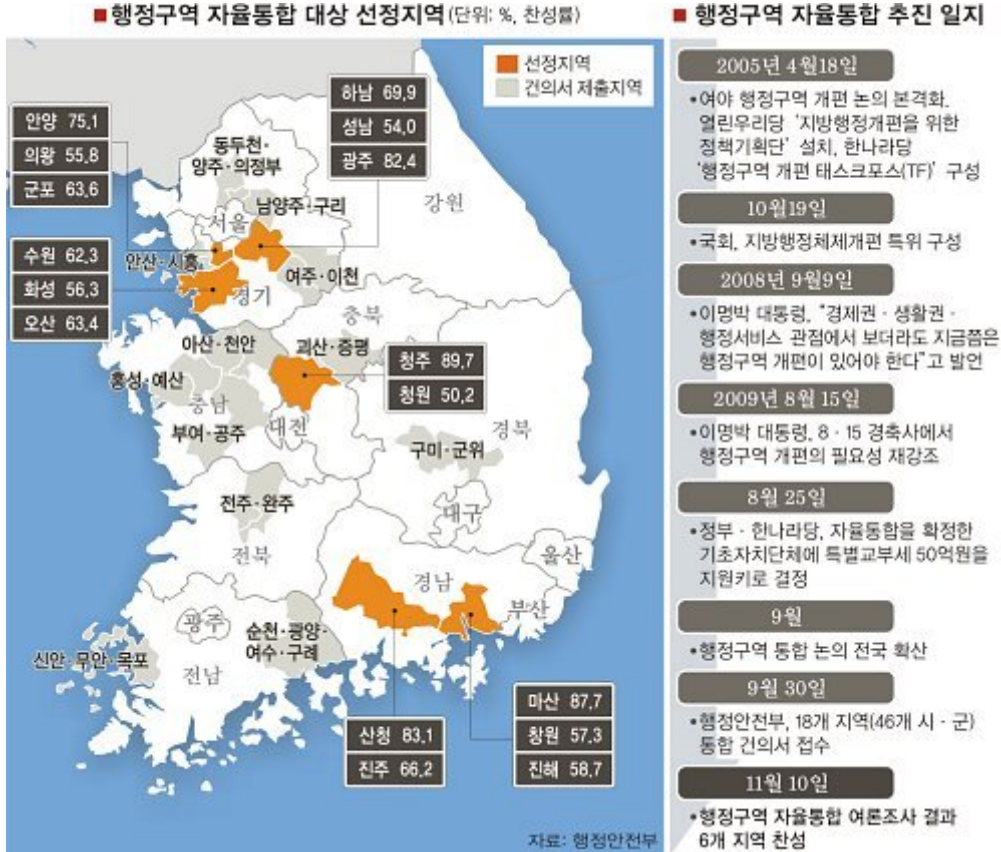 ■ 행정구역 자율통합 대상 선정지역 (단위: %, 찬성률)
선정지역
건의서 제출지역
안양 75.1
의왕 55.8
군포 63.6
하남 69.9
성남 54.0
광주 82.4
동두천·
양주·의정부
남양주·구리
서울
강원
수원 62.3
화성 56.3
오산 63.4
안산·시흥
여주·이천
경기
충북
아산·천안
괴산·증평
청주 89.7
청원 50.2
홍성·예산
충남
부여·공주
대전
경북
구미·군위
전주·완주
대구
전북
울산
경남
부산
광주
순천·광양·
여수·구례
신안·무안·목포
전남
산청 83.1
진주 66.2
마산 87.7
창원 57.3
진해 58.7
자료: 행정안전부
■ 행정구역 자율통합 추진 일지
2005년 4월18일
•여야 행정구역 개편 논의 본격화.
열린우리당 ‘지방행정개편을 위한
정책기획단’ 설치, 한나라당
‘행정구역 개편 태스크포스(TF)’ 구성
10월19일
•국회, 지방행정체제개편 특위 구성
2008년 9월9일
•이명박 대통령, “경제권·생활권·
행정서비스 관점에서 보더라도 지금쯤은
행정구역 개편이 있어야 한다”고 발언
2009년 8월 15일
•이명박 대통령, 8·15 경축사에서
행정구역 개편의 필요성 재강조
8월 25일
•정부·한나라당, 자율통합을 확정한
기초자치단체에 특별교부세 50억원을
지원키로 결정
9월
•행정구역 통합 논의 전국 확산
9월 30일
•행정안전부, 18개 지역(46개 시·군)
통합 건의서 접수
11월 10일
•행정구역 자율통합 여론조사 결과
6개 지역 찬성